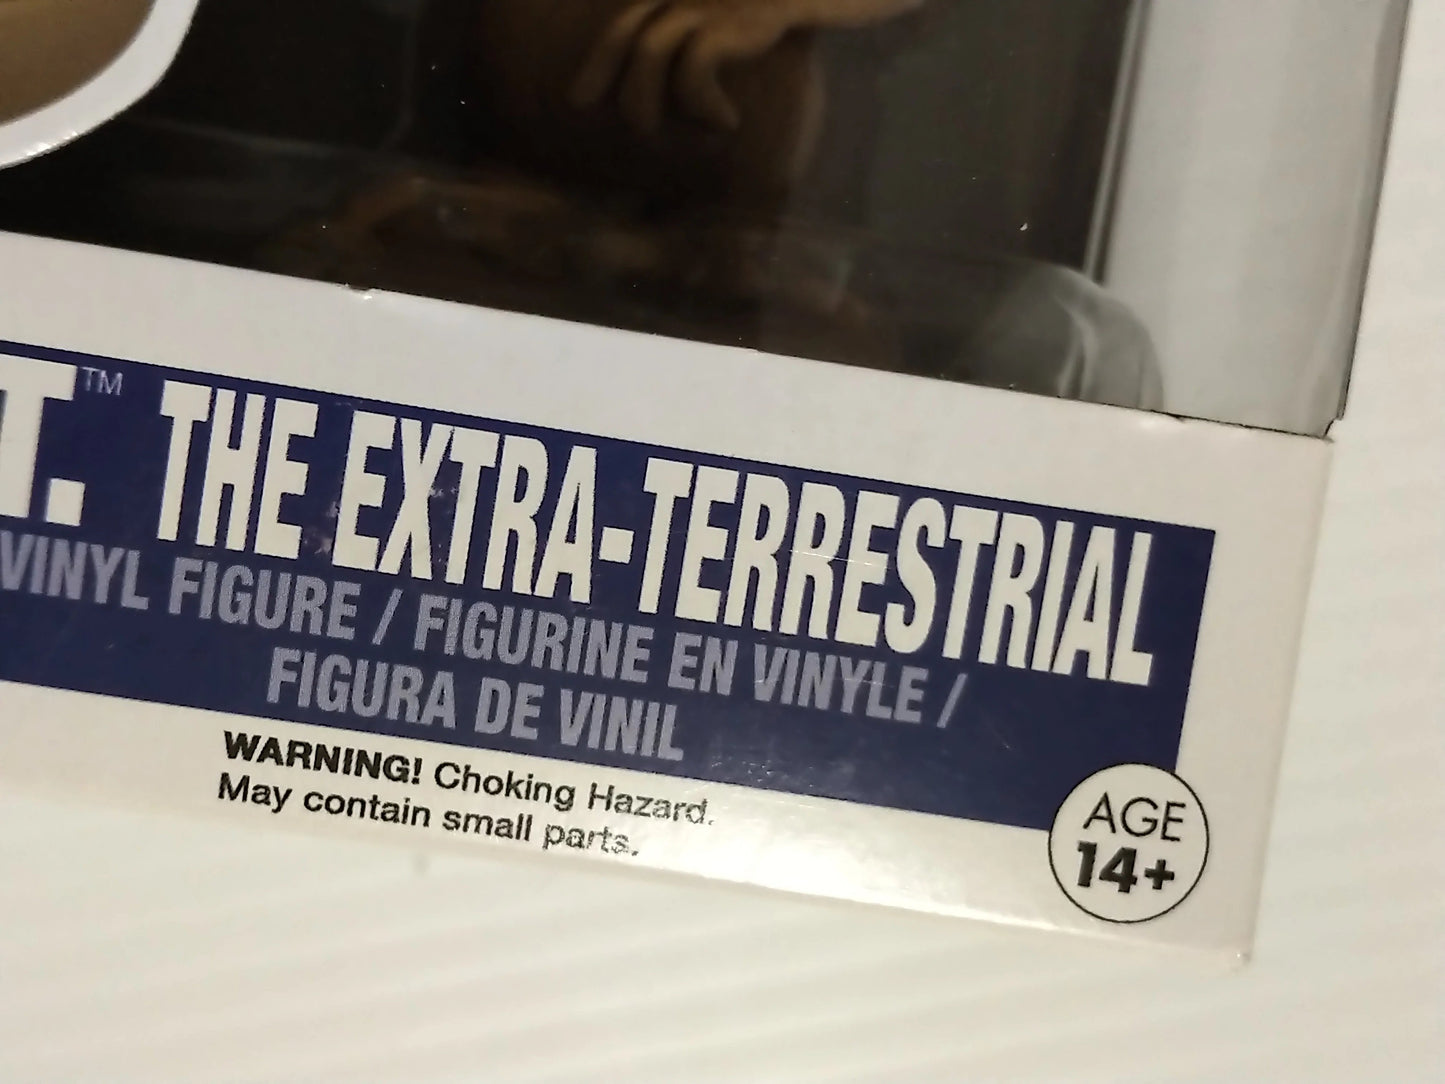 T.™ THE EXTRA-TERRESTRIAL
VINYL FIGURE / FIGURINE EN VINYLE /
FIGURA DE VINIL
WARNING! Choking Hazard.
May contain small parts.
AGE
14+